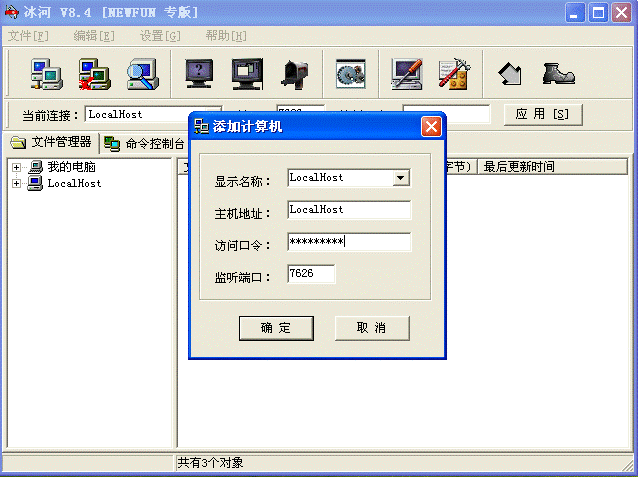 冰河 V8.4 [NEWFUN 专版]
文件[F] 编辑[E] 设置[G] 帮助[H]
当前连接： LocalHost 应 用 [S]
文件管理器 命令控制台
我的电脑
LocalHost
字节) 最后更新时间
添加计算机
显示名称： LocalHost
主机地址： LocalHost
访问口令： *********
监听端口： 7626
确 定 取 消
共有3个对象